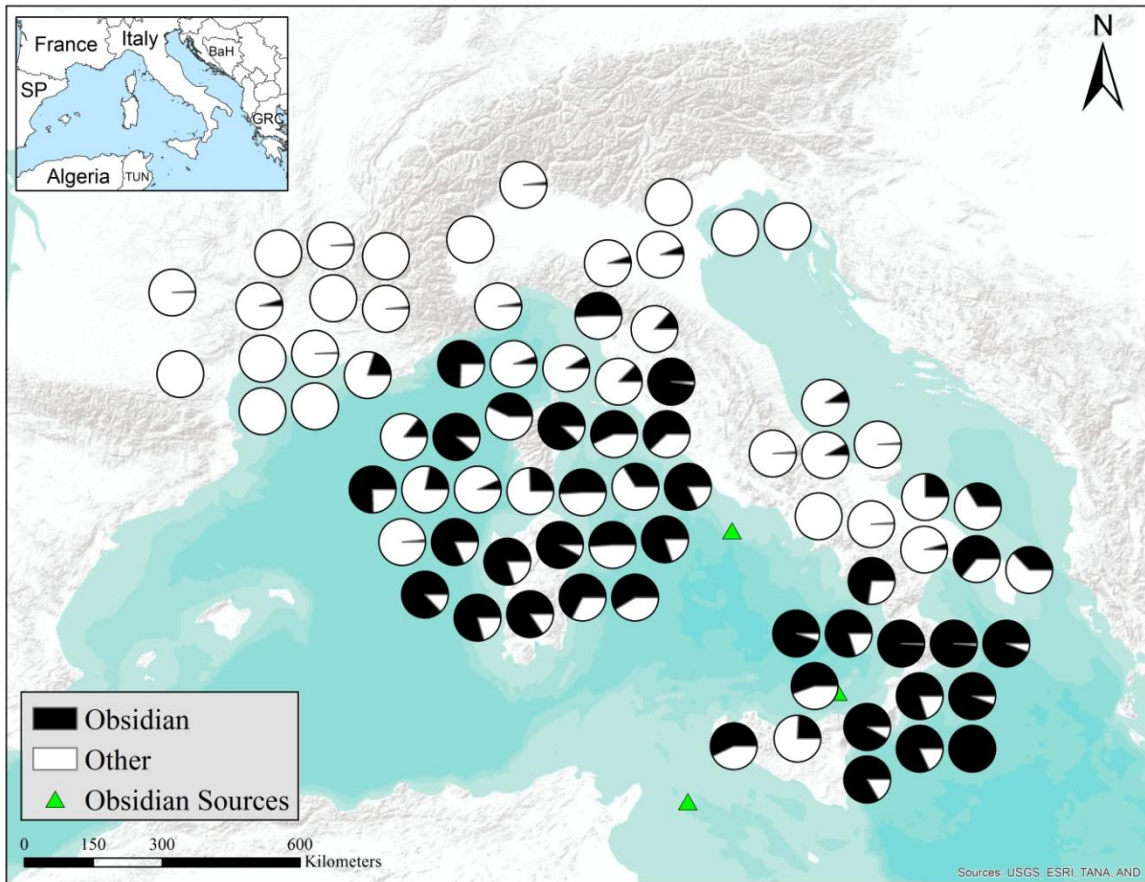 France
Italy
BaH
SP
GRC
Algeria
TUN
N
Obsidian
Other
Obsidian Sources
0 150 300 600
Kilometers
Sources: USGS, ESRI, TANA, AND